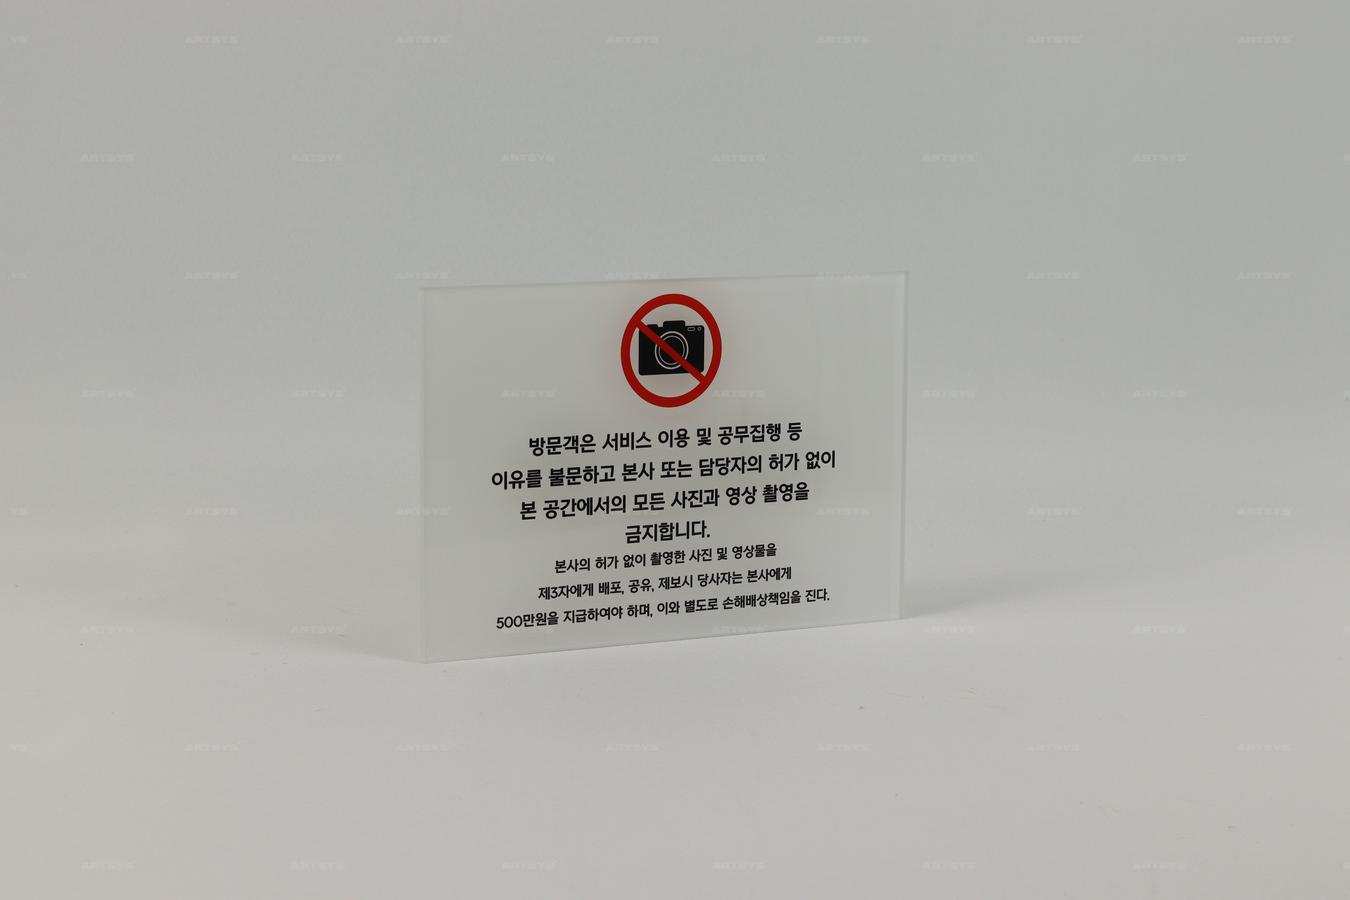 방문객은 서비스 이용 및 공무집행 등
이유를 불문하고 본사 또는 담당자의 허가 없이
본 공간에서의 모든 사진과 영상 촬영을
금지합니다.
본사의 허가 없이 촬영한 사진 및 영상물을
제3자에게 배포, 공유, 제보시 당사자는 본사에게
500만원을 지급하여야 하며, 이와 별도로 손해배상책임을 진다.
ARTSYS